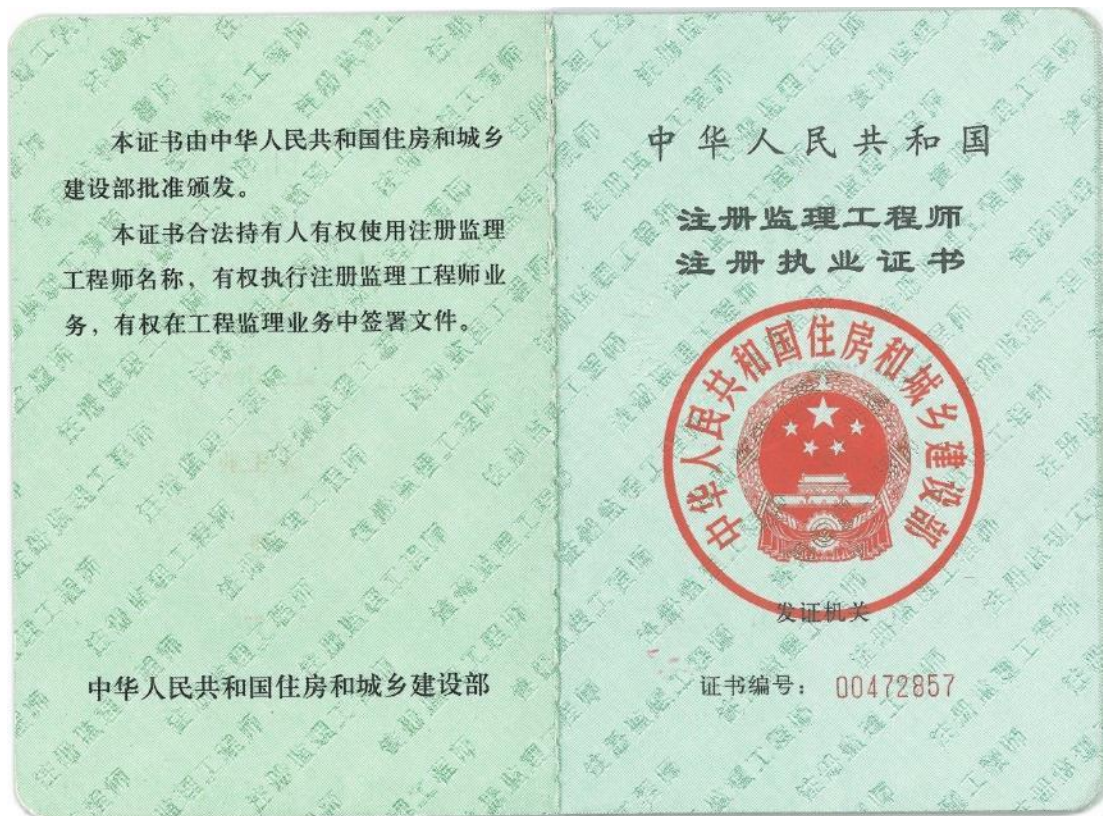 本证书由中华人民共和国住房和城乡
建设部批准颁发。
本证书合法持有人有权使用注册监理
工程师名称，有权执行注册监理工程师业
务，有权在工程监理业务中签署文件。
中华人民共和国住房和城乡建设部
中华人民共和国
注册监理工程师
注册执业证书
中华人民共和国住房和城乡建设部
发证机关
证书编号： 00472857